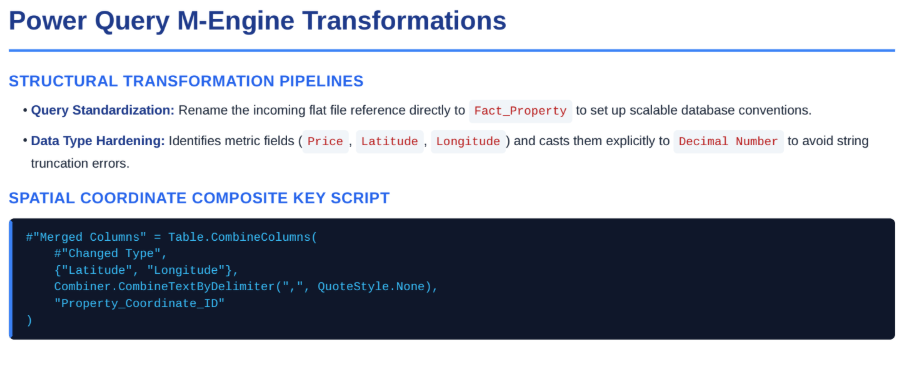 Power Query M-Engine Transformations
STRUCTURAL TRANSFORMATION PIPELINES
• Query Standardization: Rename the incoming flat file reference directly to Fact_Property to set up scalable database conventions.
• Data Type Hardening: Identifies metric fields ( Price , Latitude , Longitude ) and casts them explicitly to Decimal Number to avoid string
truncation errors.
SPATIAL COORDINATE COMPOSITE KEY SCRIPT
#"Merged Columns" = Table.CombineColumns(
    #"Changed Type",
    {"Latitude", "Longitude"},
    Combiner.CombineTextByDelimiter(",", QuoteStyle.None),
    "Property_Coordinate_ID"
)